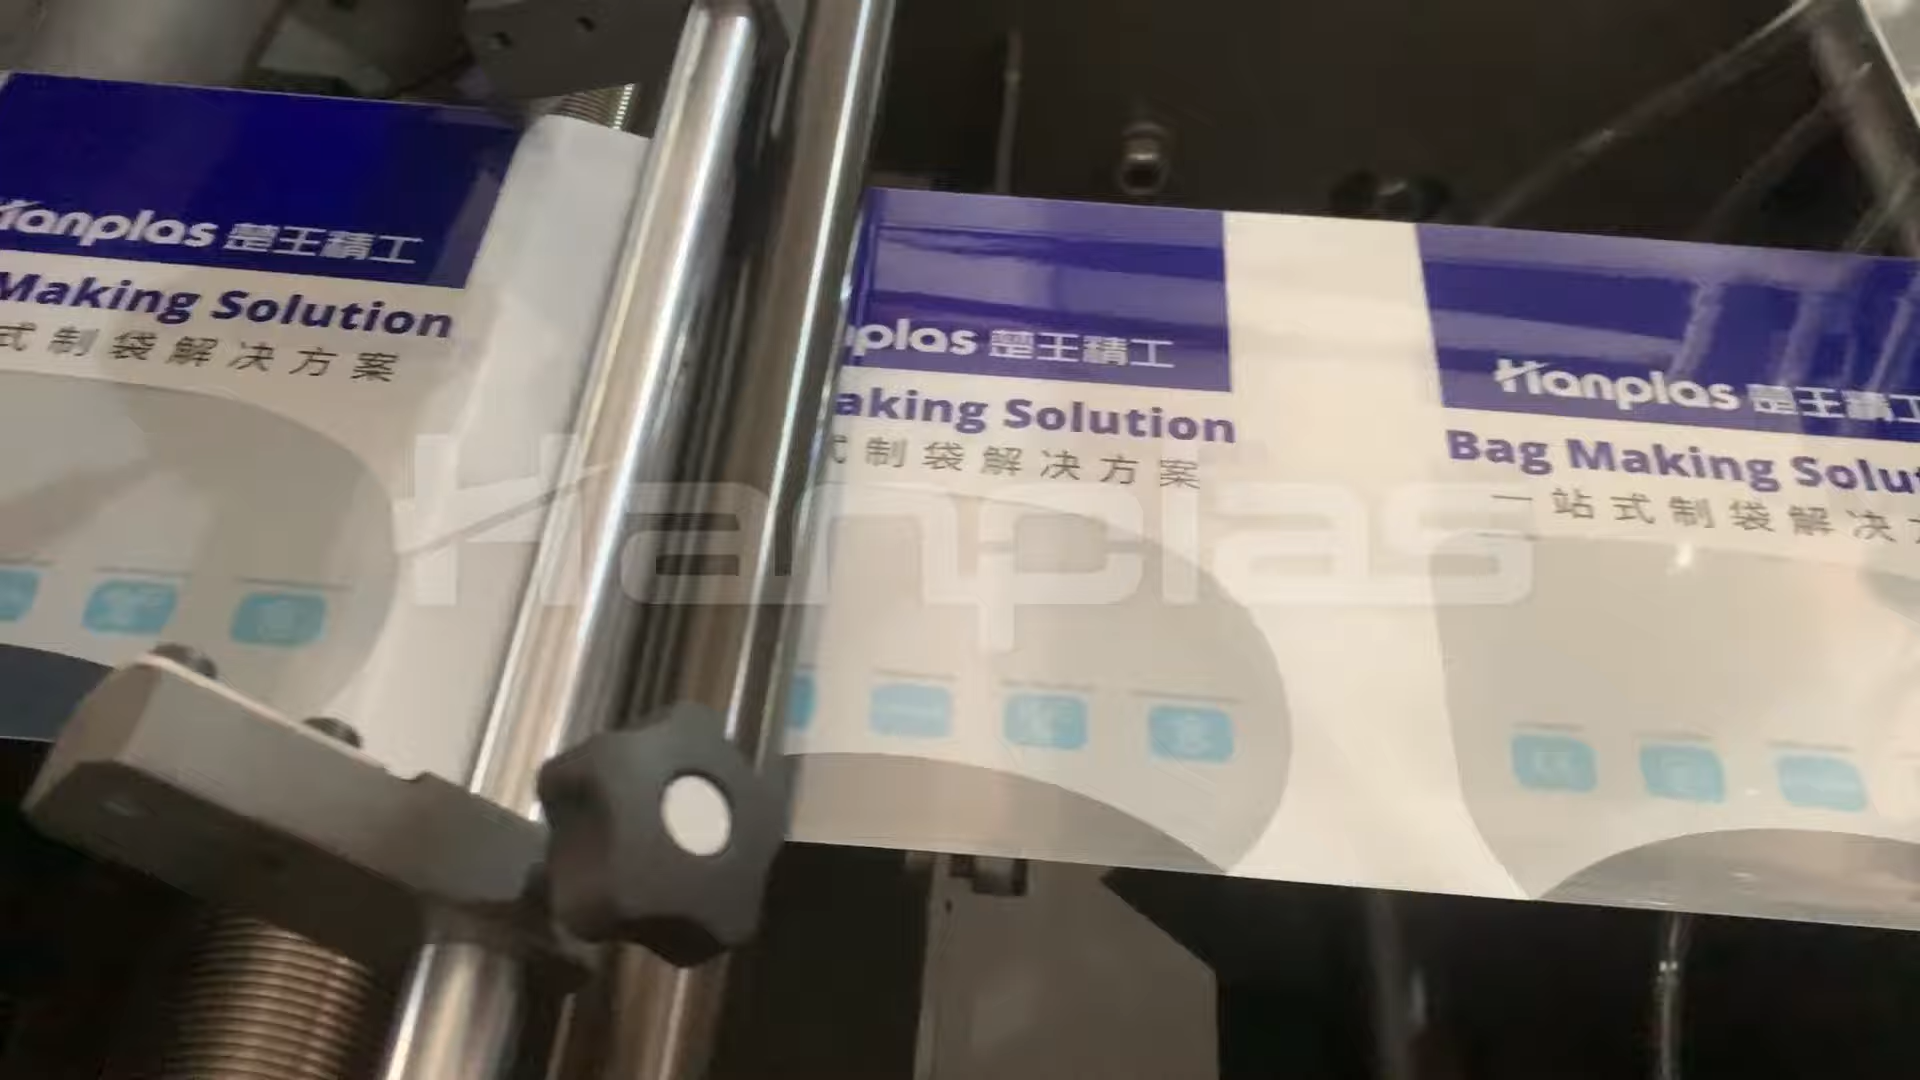 Hanplas 楚王精工
Making Solution
式制袋解决方案
plas 楚王精工
aking Solution
式制袋解决方案
Hanplas 楚王精工
Bag Making Solut
一站式制袋解决方
Hanplas